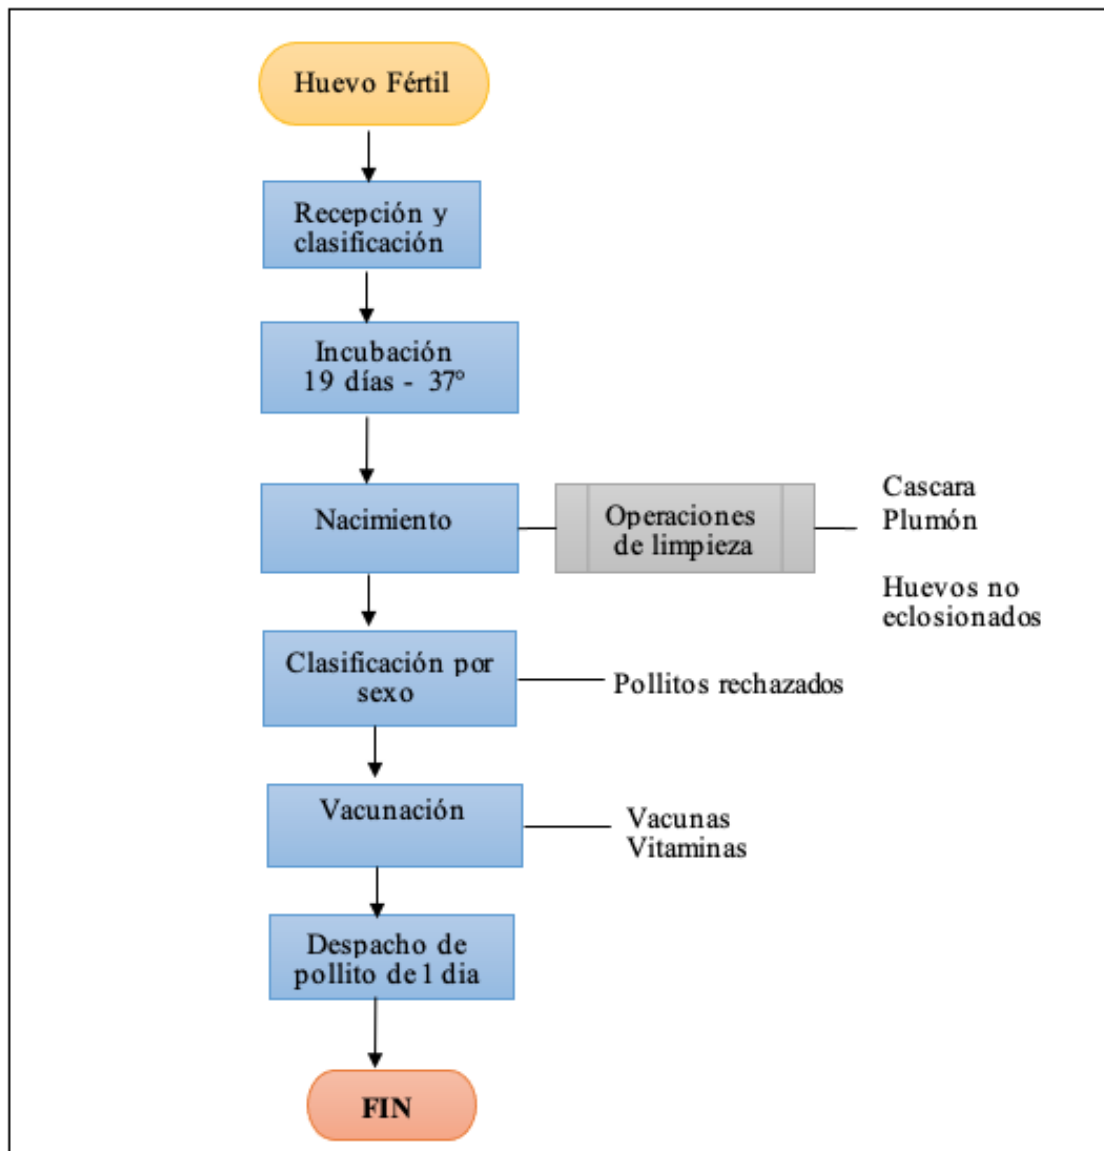 Huevo Fértil
Recepción y
clasificación
Incubación
19 días - 37°
Nacimiento
Operaciones
de limpieza
Cascara
Plumón
Huevos no
eclosionados
Clasificación por
sexo
Pollitos rechazados
Vacunación
Vacunas
Vitaminas
Despacho de
pollito de 1 dia
FIN